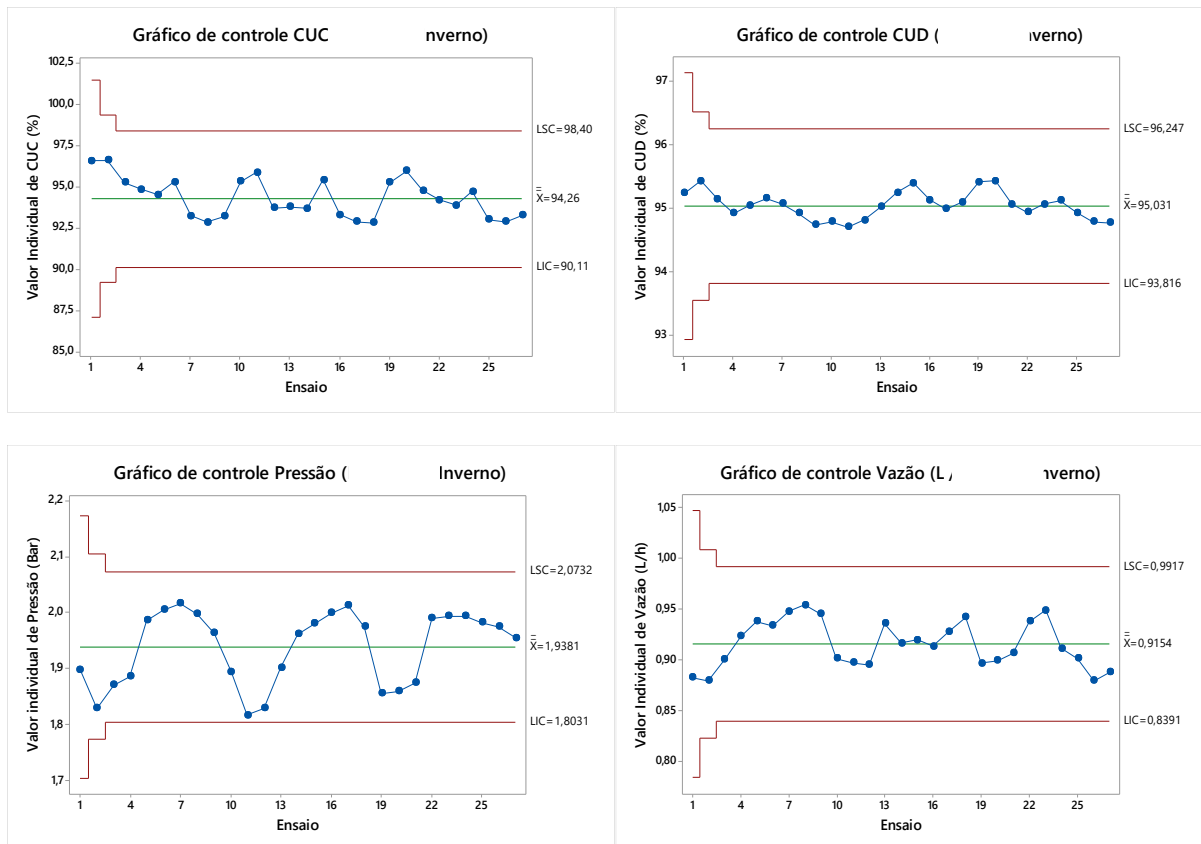 Gráfico de controle CUC nverno)
102,5
100,0
97,5
95,0
92,5
90,0
87,5
85,0
Valor Individual de CUC (%)
LSC=98,40
X=94,26
LIC=90,11
1 4 7 10 13 16 19 22 25
Ensaio
Gráfico de controle CUD ( verno)
97
96
95
94
93
Valor Individual de CUD (%)
LSC=96,247
X=95,031
LIC=93,816
1 4 7 10 13 16 19 22 25
Ensaio
Gráfico de controle Pressão ( Inverno)
2,2
2,1
2,0
1,9
1,8
1,7
Valor individual de Pressão (Bar)
LSC=2,0732
X=1,9381
LIC=1,8031
1 4 7 10 13 16 19 22 25
Ensaio
Gráfico de controle Vazão (L / verno)
1,05
1,00
0,95
0,90
0,85
0,80
Valor Individual de Vazão (L/h)
LSC=0,9917
X=0,9154
LIC=0,8391
1 4 7 10 13 16 19 22 25
Ensaio